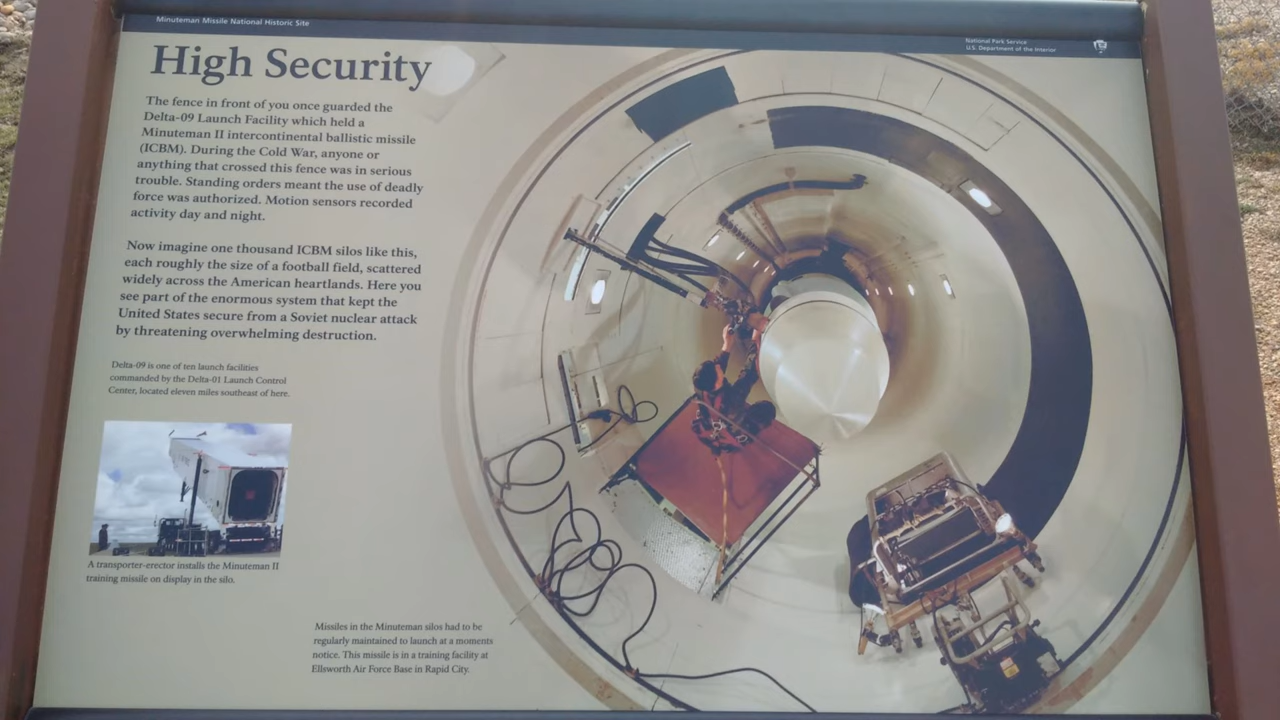 Minuteman Missile National Historic Site
National Park Service
U.S. Department of the Interior
High Security
The fence in front of you once guarded the
Delta-09 Launch Facility which held a
Minuteman II intercontinental ballistic missile
(ICBM). During the Cold War, anyone or
anything that crossed this fence was in serious
trouble. Standing orders meant the use of deadly
force was authorized. Motion sensors recorded
activity day and night.
Now imagine one thousand ICBM silos like this,
each roughly the size of a football field, scattered
widely across the American heartlands. Here you
see part of the enormous system that kept the
United States secure from a Soviet nuclear attack
by threatening overwhelming destruction.
Delta-09 is one of ten launch facilities
commanded by the Delta-01 Launch Control
Center, located eleven miles southeast of here.
A transporter-erector installs the Minuteman II
training missile on display in the silo.
Missiles in the Minuteman silos had to be
regularly maintained to launch at a moments
notice. This missile is in a training facility at
Ellsworth Air Force Base in Rapid City.